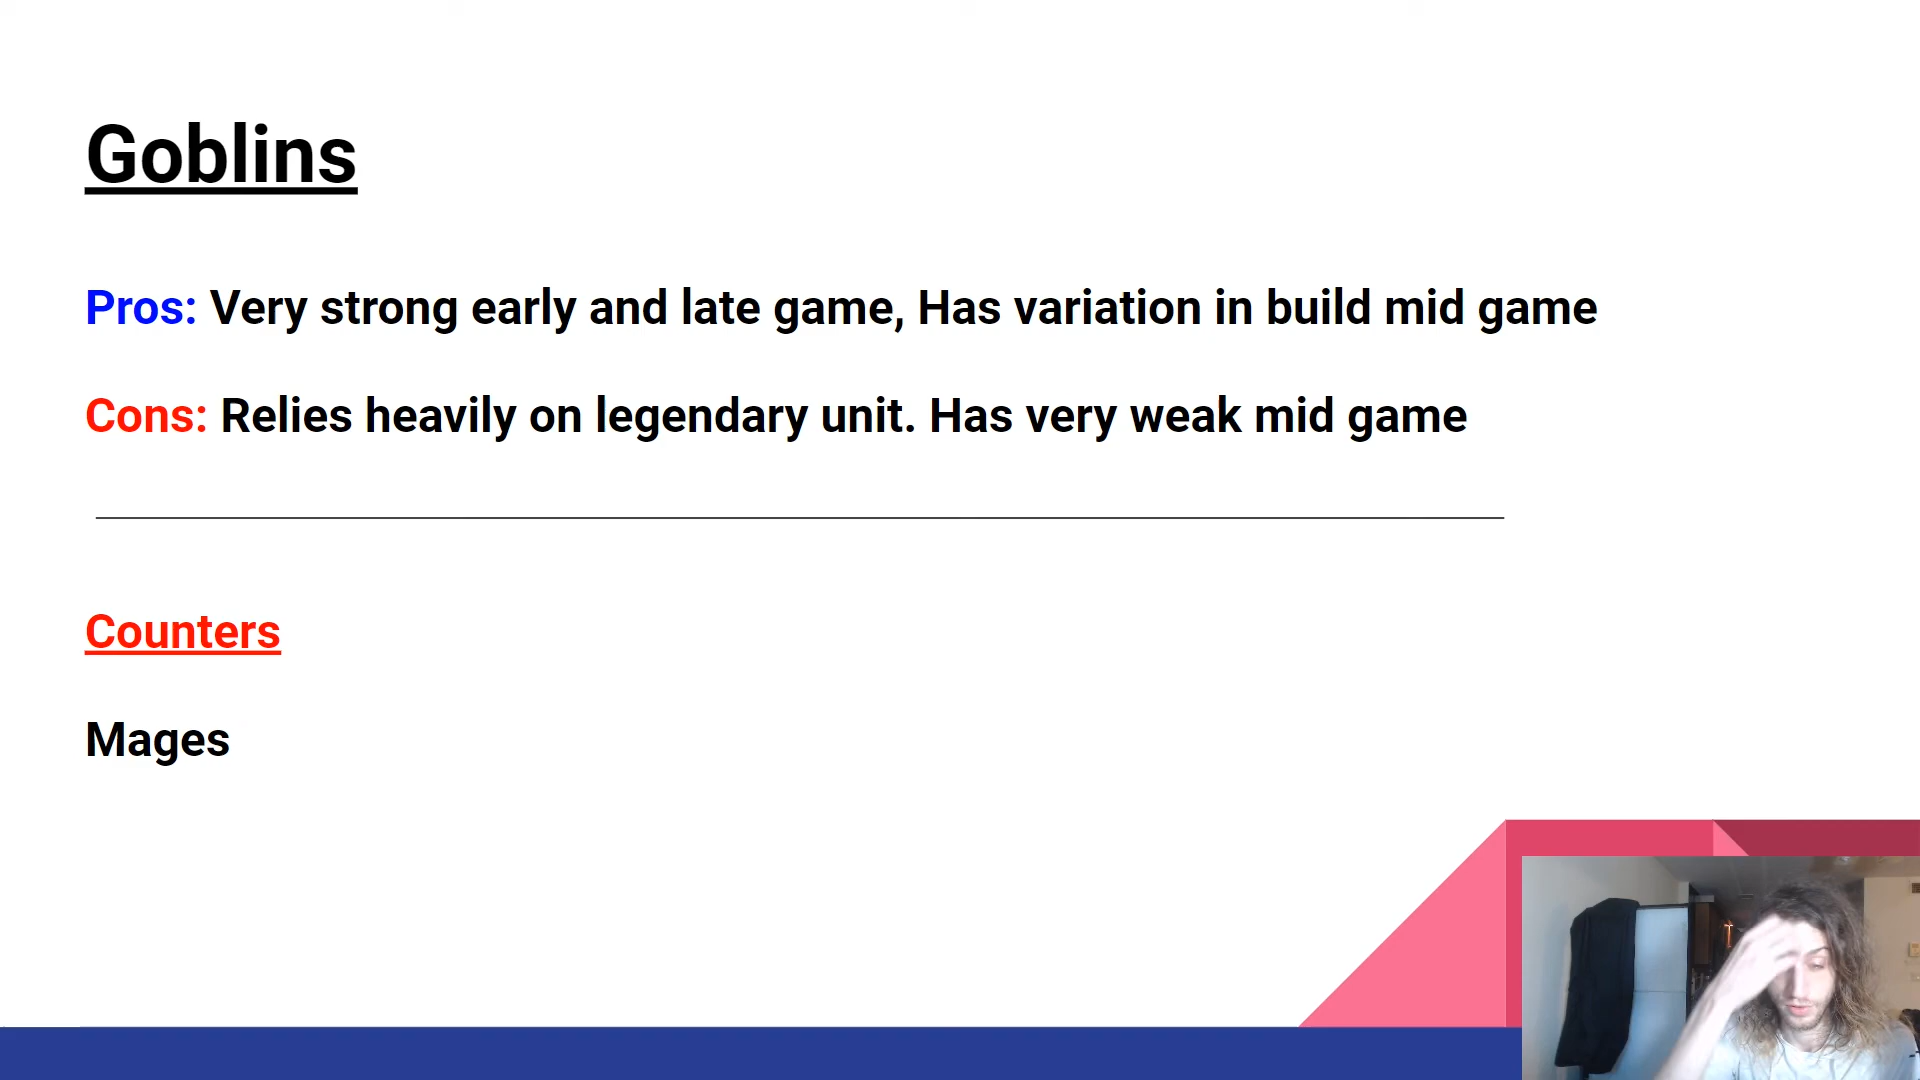 Goblins
Pros: Very strong early and late game, Has variation in build mid game
Cons: Relies heavily on legendary unit. Has very weak mid game
Counters
Mages